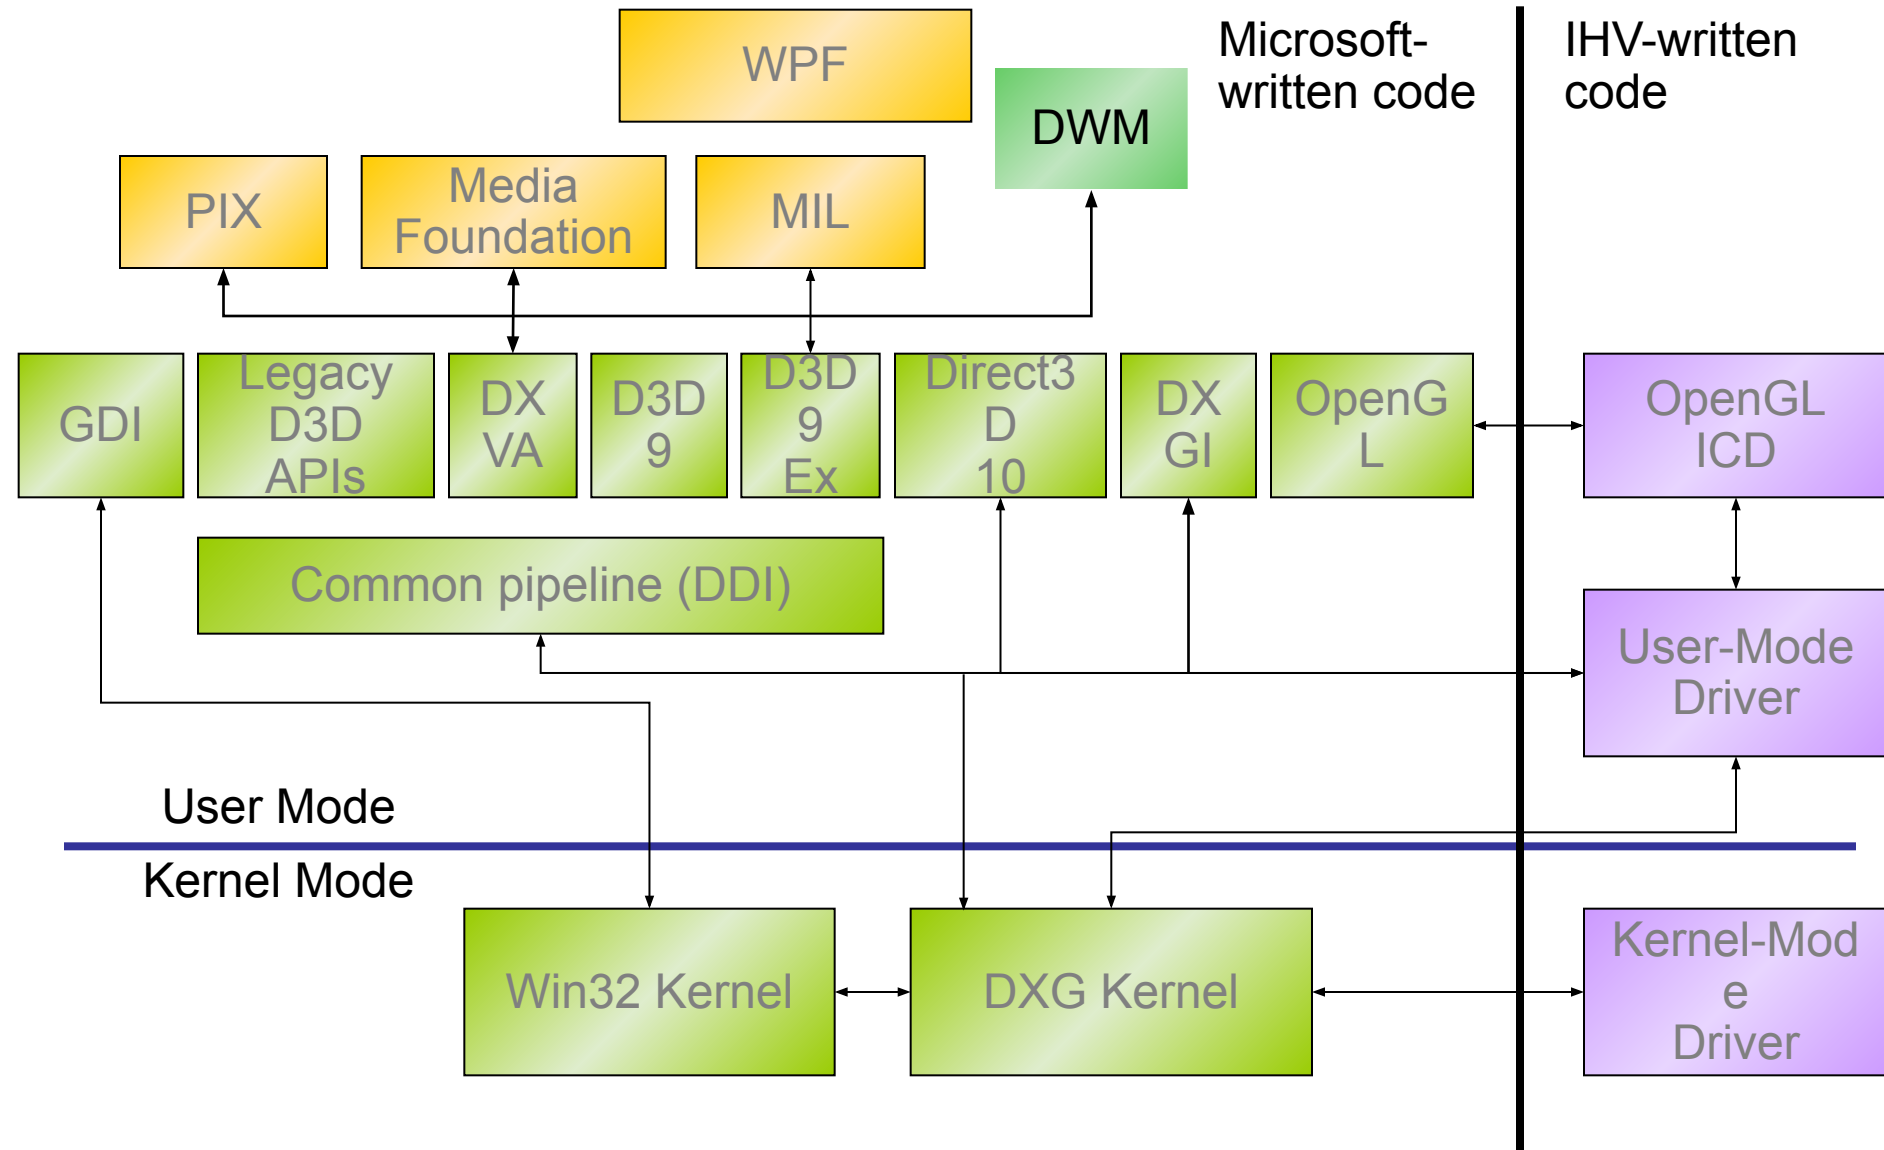 WPF
Microsoft-
written code
IHV-written
code
DWM
PIX
Media
Foundation
MIL
GDI
Legacy
D3D
APIs
DX
VA
D3D
9
D3D
9
Ex
Direct3
D
10
DX
GI
OpenG
L
OpenGL
ICD
Common pipeline (DDI)
User-Mode
Driver
User Mode
Kernel Mode
Win32 Kernel
DXG Kernel
Kernel-Mod
e
Driver